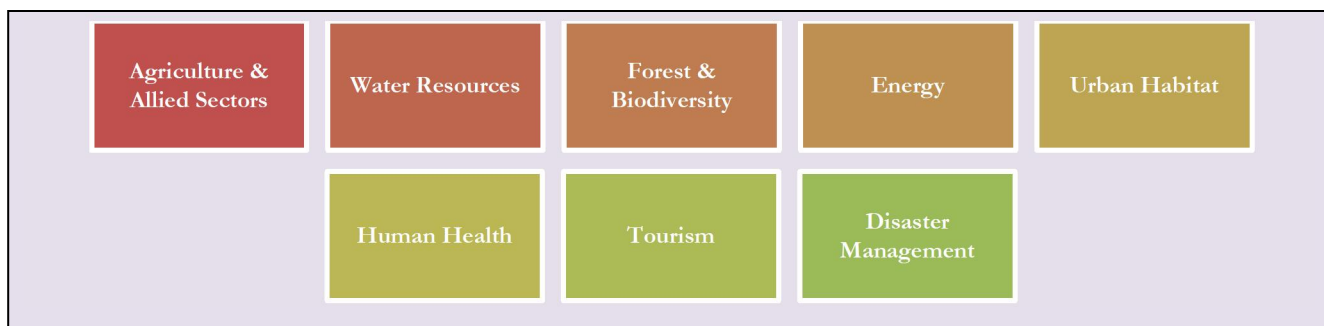 Agriculture &
Allied Sectors
Water Resources
Forest &
Biodiversity
Energy
Urban Habitat
Human Health
Tourism
Disaster
Management